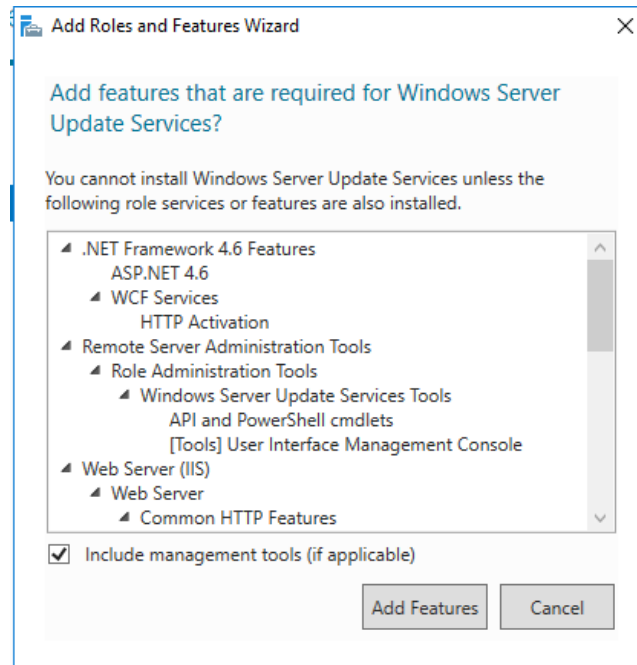 Add Roles and Features Wizard
Add features that are required for Windows Server
Update Services?
You cannot install Windows Server Update Services unless the
following role services or features are also installed.
.NET Framework 4.6 Features
ASP.NET 4.6
WCF Services
HTTP Activation
Remote Server Administration Tools
Role Administration Tools
Windows Server Update Services Tools
API and PowerShell cmdlets
[Tools] User Interface Management Console
Web Server (IIS)
Web Server
Common HTTP Features
Include management tools (if applicable)
Add Features
Cancel